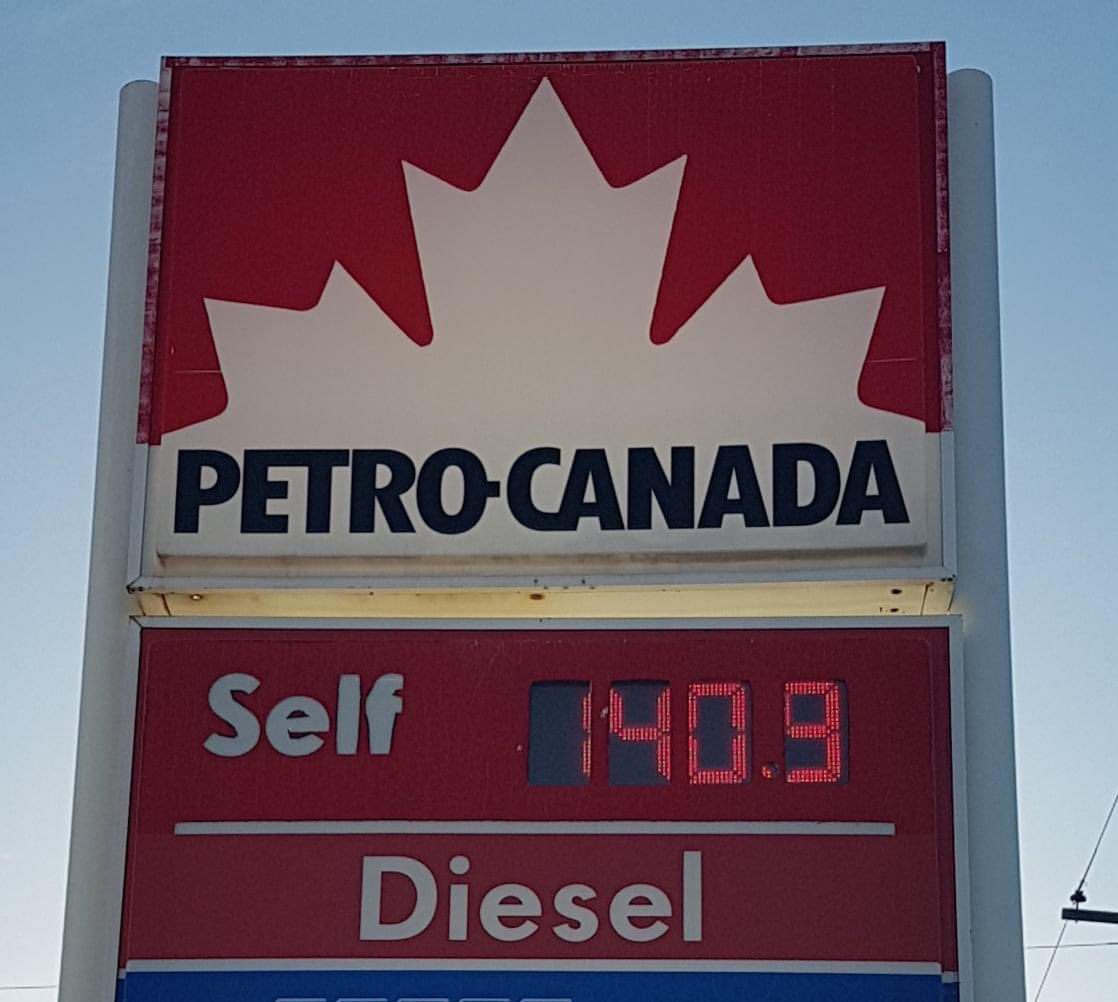 PETRO-CANADA
Self 140.9
Diesel